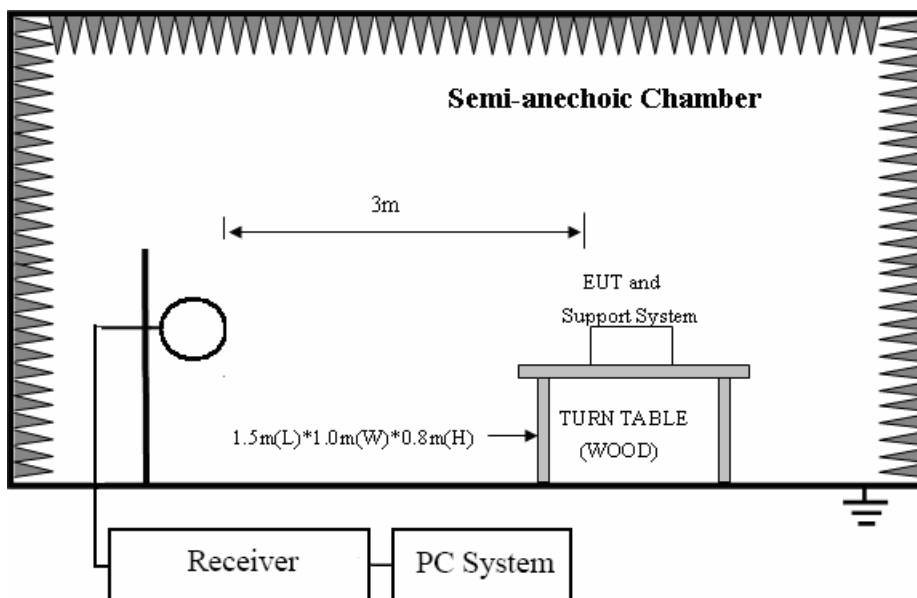 Semi-anechoic Chamber
3m
EUT and
Support System
1.5m(L)*1.0m(W)*0.8m(H)
TURN TABLE
(WOOD)
Receiver
PC System